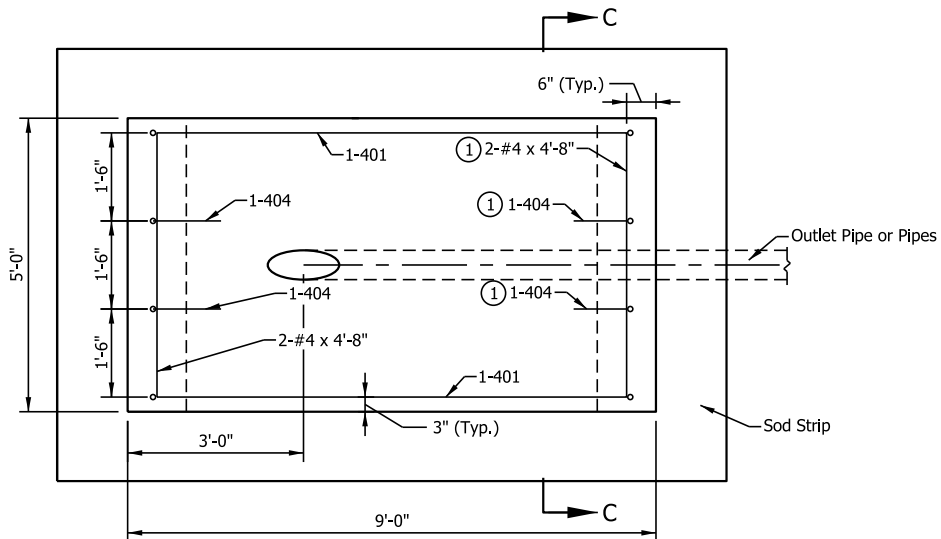 C
6" (Typ.)
1-401
1 2-#4 x 4'-8"
1'-6"
1-404
1 1-404
Outlet Pipe or Pipes
5'-0"
1'-6"
1-404
1 1-404
1'-6"
2-#4 x 4'-8"
1-401
3" (Typ.)
Sod Strip
3'-0"
C
9'-0"